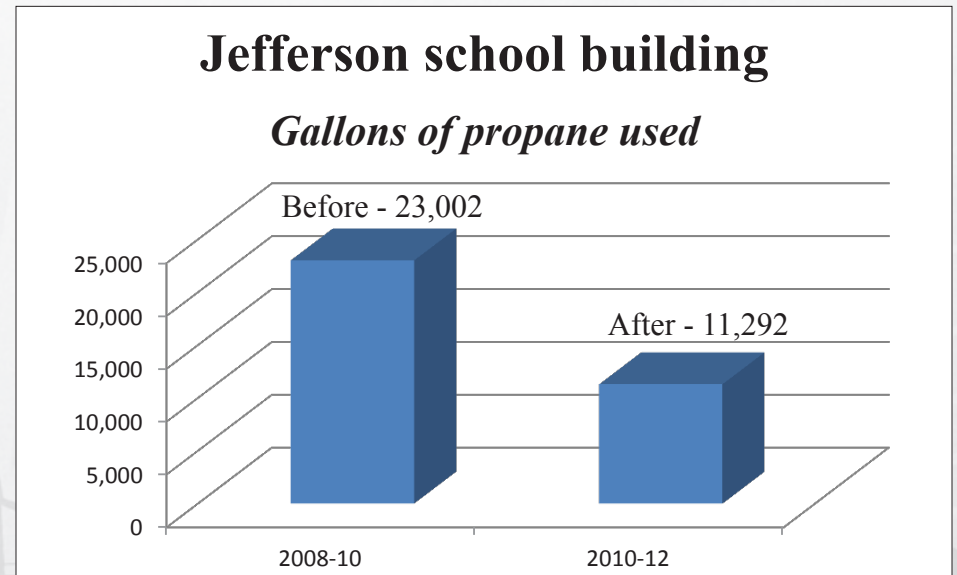 Jefferson school building
Gallons of propane used
Before - 23,002
After - 11,292
25,000
20,000
15,000
10,000
5,000
0
2008-10 2010-12